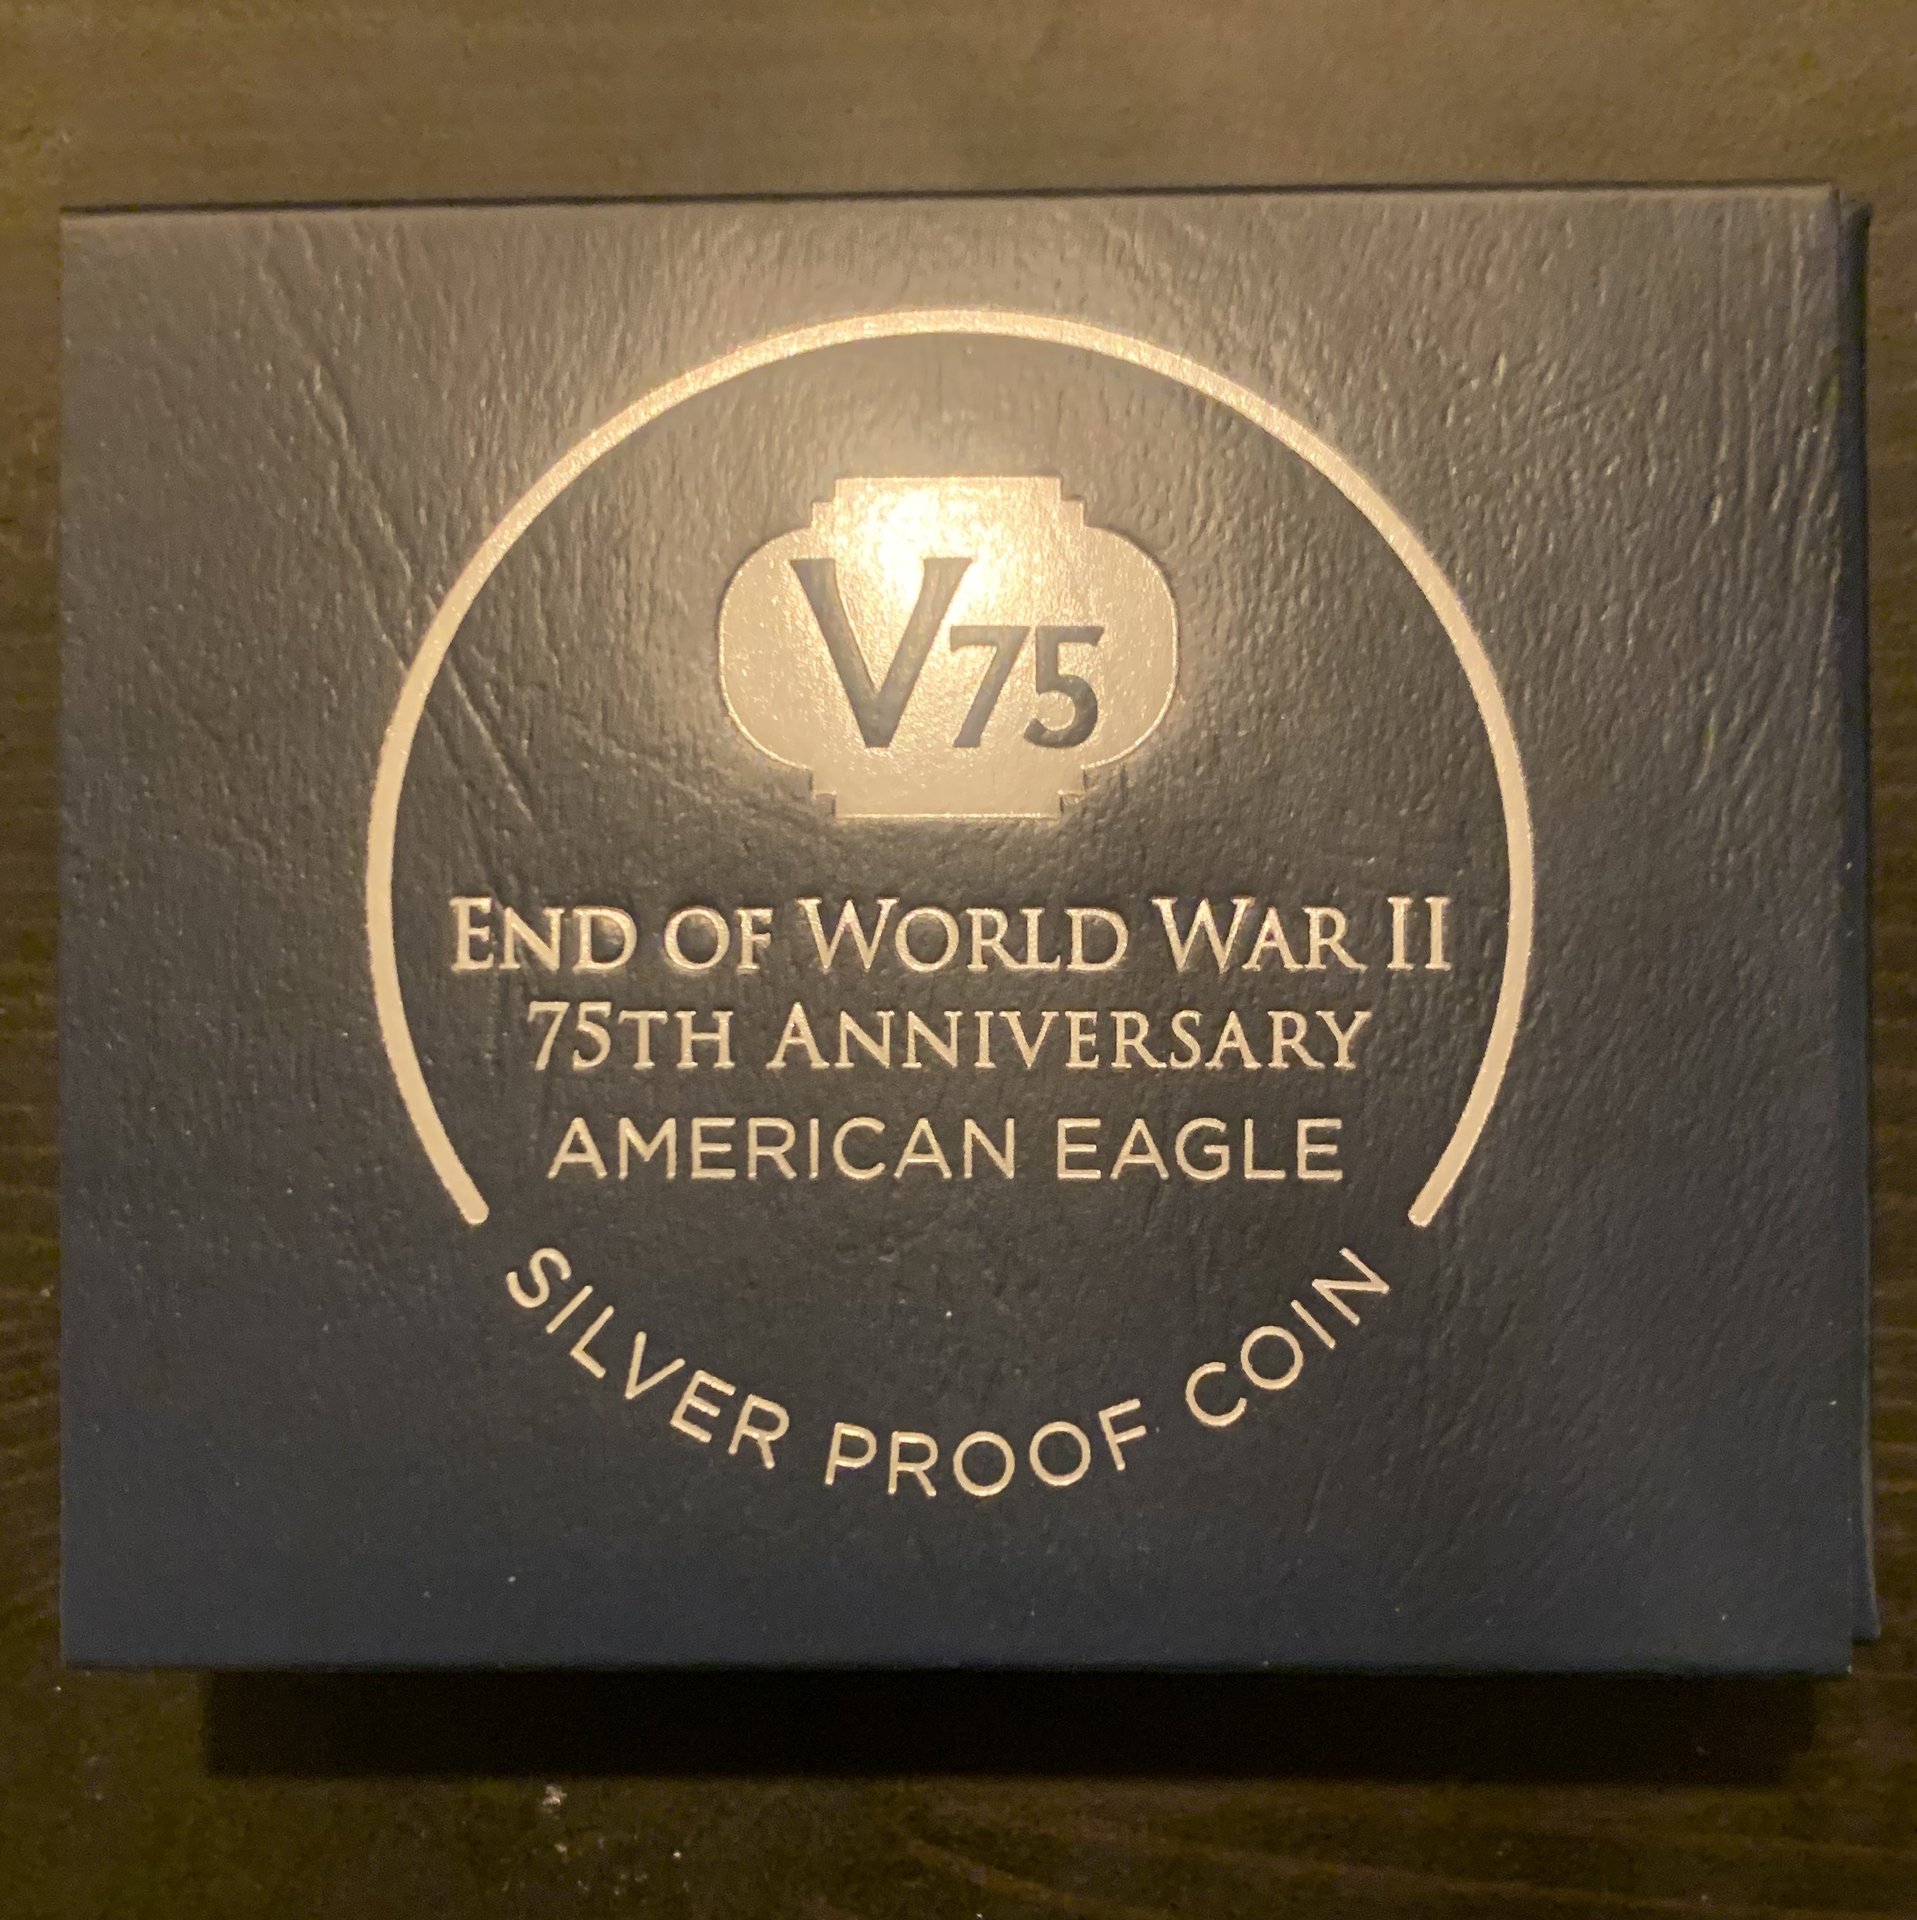 V75
END OF WORLD WAR II
75TH ANNIVERSARY
AMERICAN EAGLE
SILVER PROOF COIN